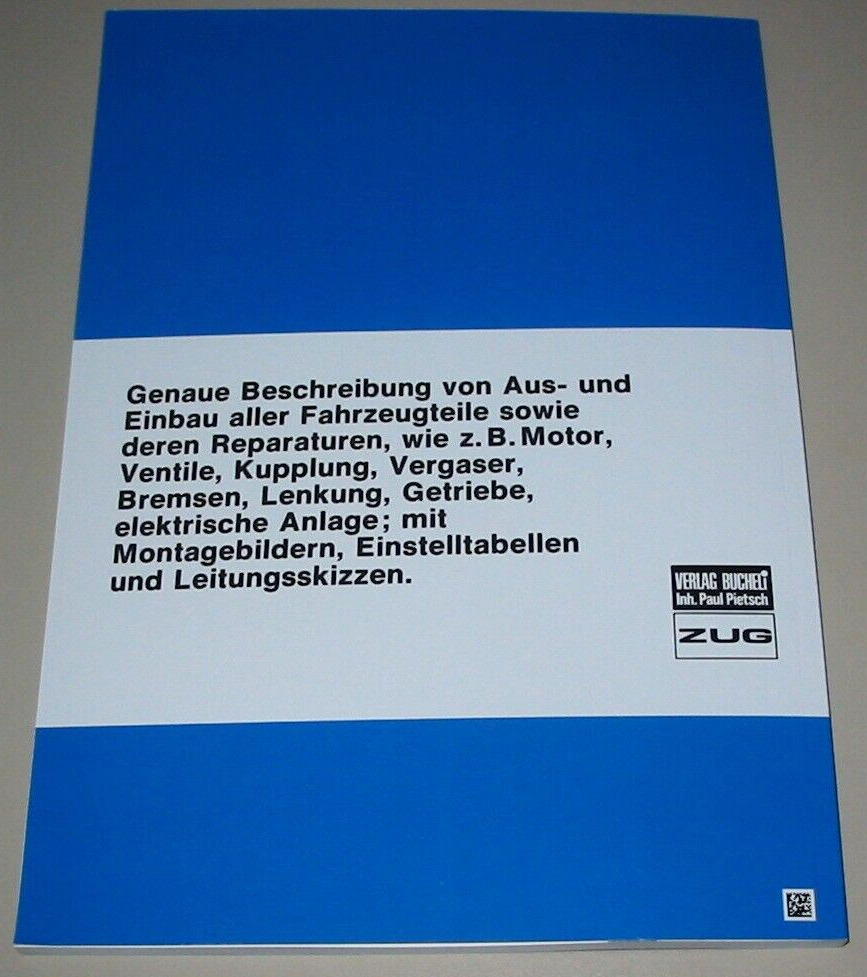 Genaue Beschreibung von Aus- und
Einbau aller Fahrzeugteile sowie
deren Reparaturen, wie z. B. Motor,
Ventile, Kupplung, Vergaser,
Bremsen, Lenkung, Getriebe,
elektrische Anlage; mit
Montagebildern, Einstelltabellen
und Leitungsskizzen.
VERLAG BUCHELI
Inh. Paul Pietsch
ZUG